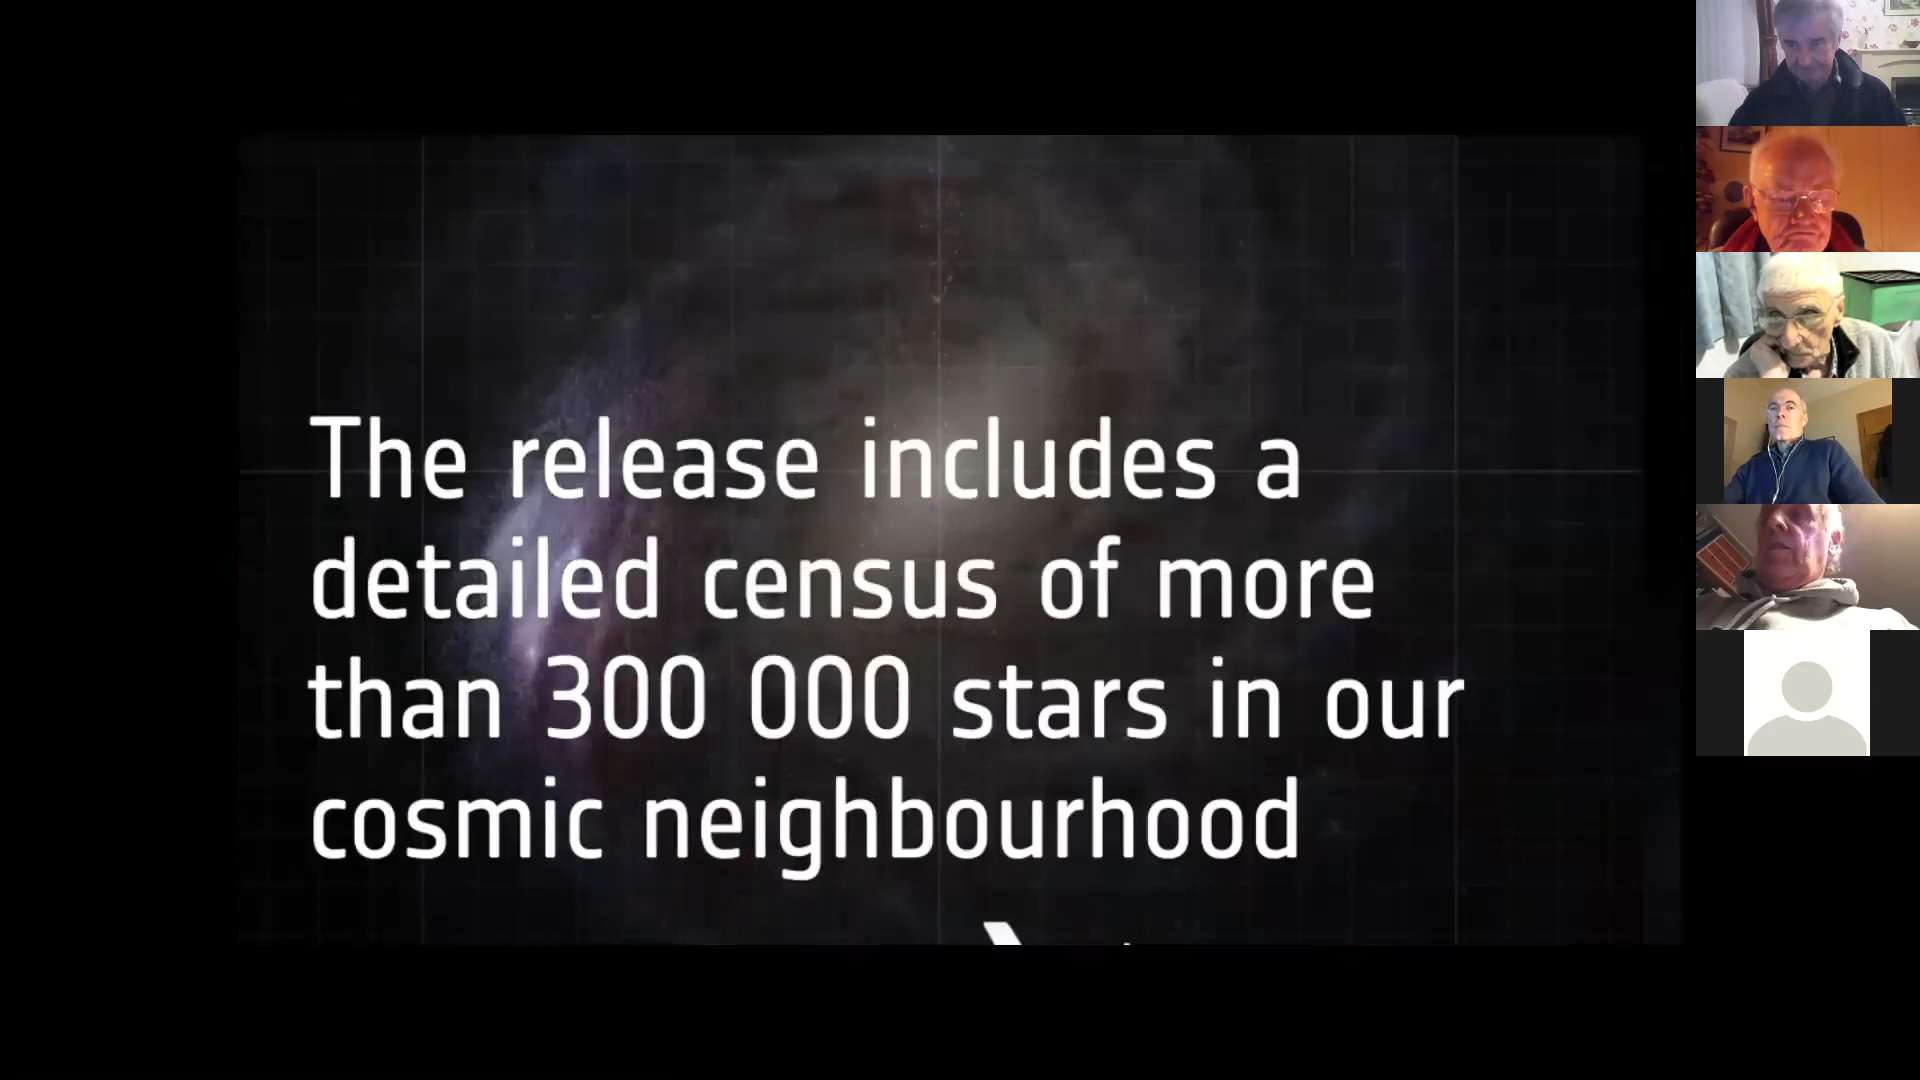 The release includes a
detailed census of more
than 300 000 stars in our
cosmic neighbourhood